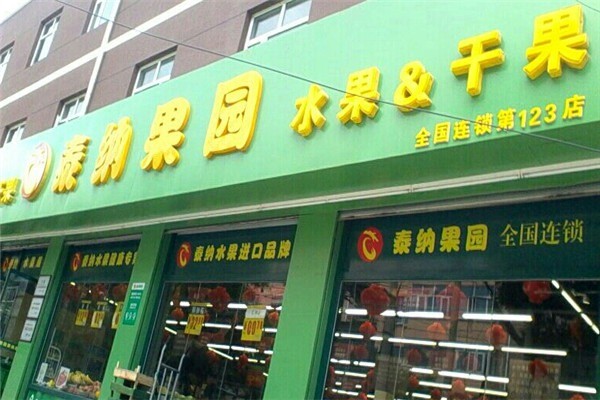 泰纳果园 水果&干果
全国连锁第123店
泰纳水果进口品牌
泰纳果园 全国连锁